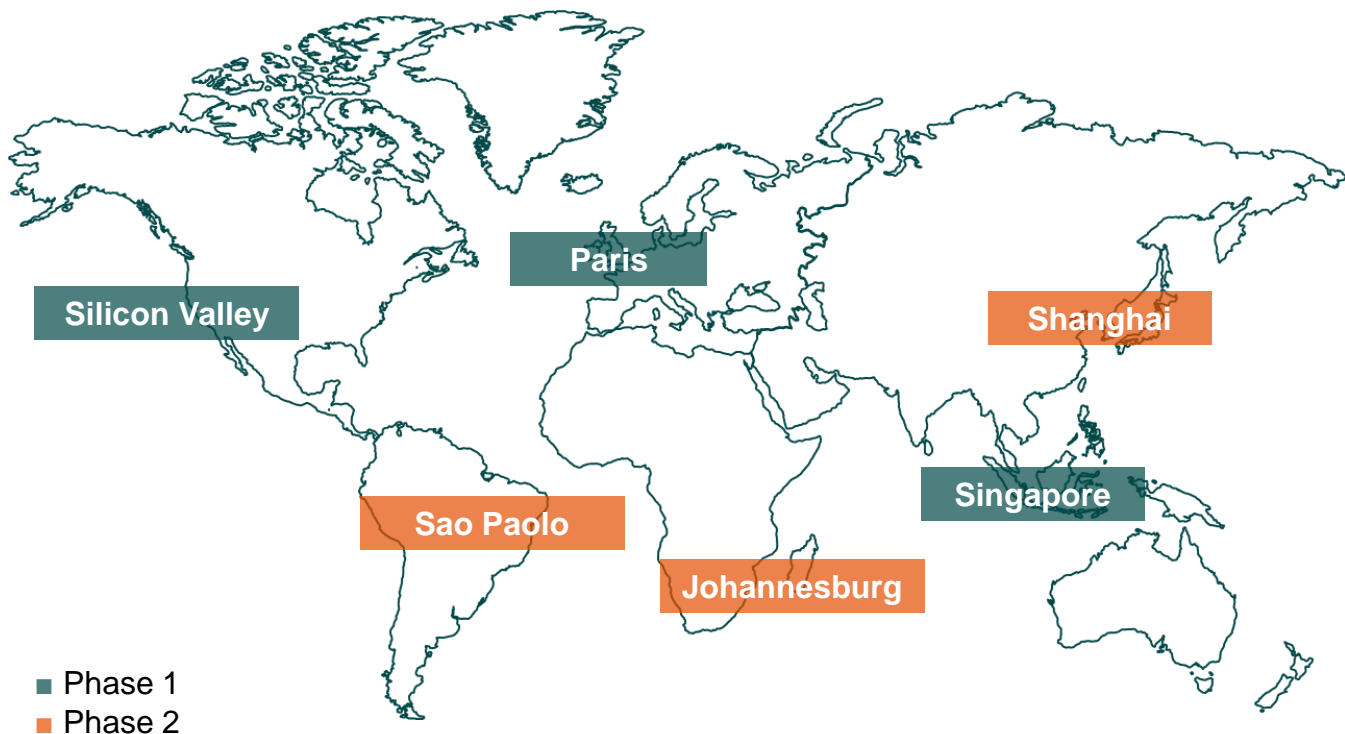 Paris
Silicon Valley
Shanghai
Singapore
Sao Paolo
Johannesburg
Phase 1
Phase 2